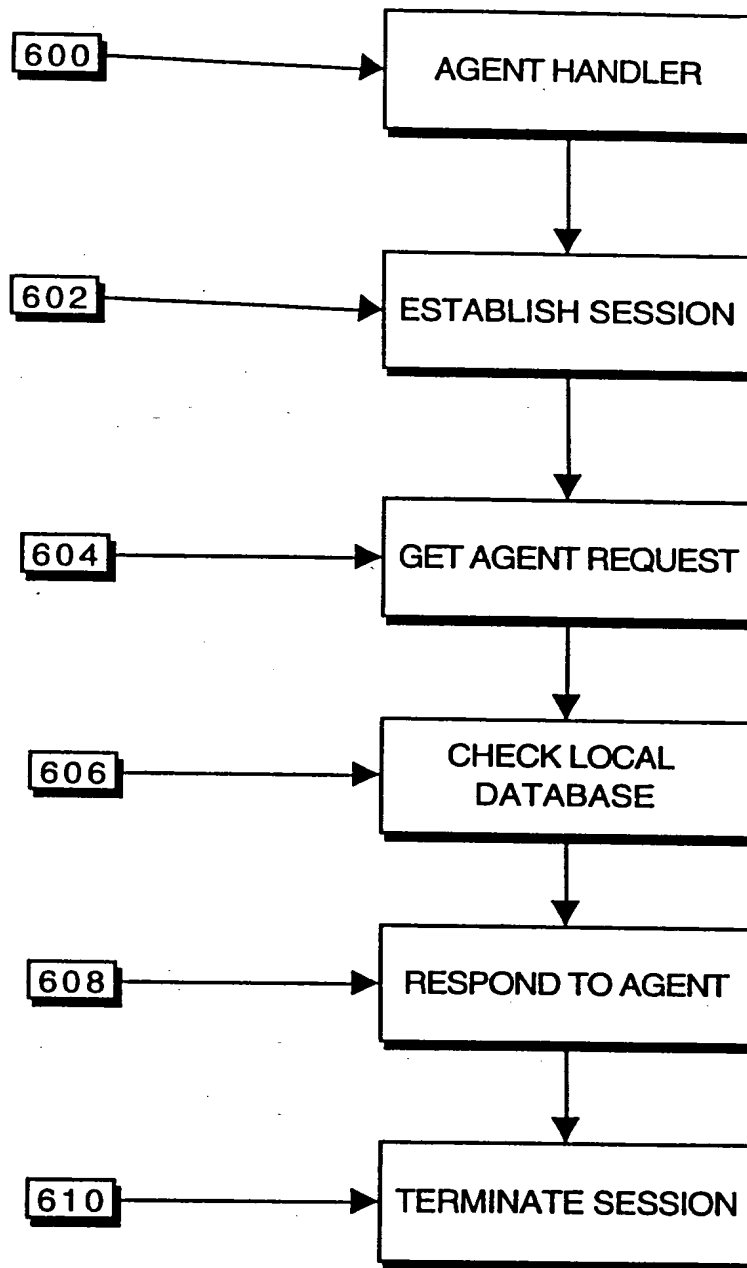 600
AGENT HANDLER
602
ESTABLISH SESSION
604
GET AGENT REQUEST
606
CHECK LOCAL
DATABASE
608
RESPOND TO AGENT
610
TERMINATE SESSION